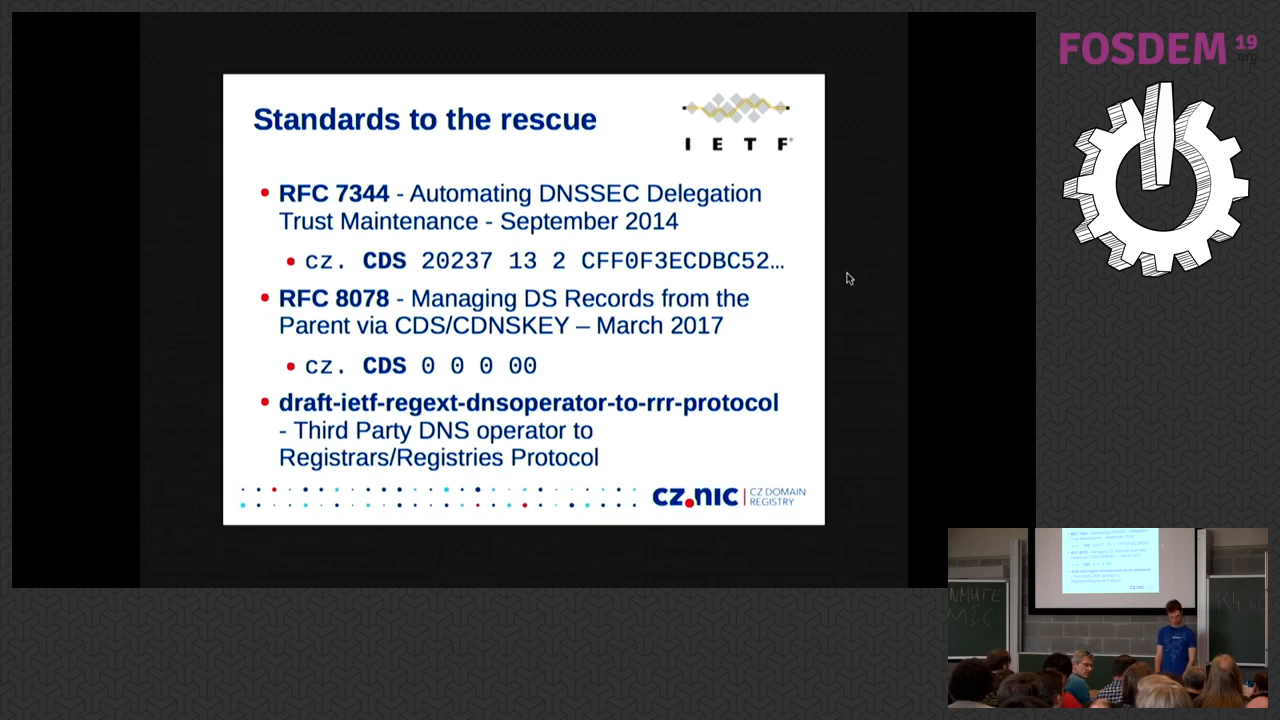 FOSDEM 19
.org
Standards to the rescue
I E T F
• RFC 7344 - Automating DNSSEC Delegation
Trust Maintenance - September 2014
• cz. CDS 20237 13 2 CFF0F3ECDBC52…
• RFC 8078 - Managing DS Records from the
Parent via CDS/CDNSKEY – March 2017
• cz. CDS 0 0 0 00
• draft-ietf-regext-dnsoperator-to-rrr-protocol
- Third Party DNS operator to
Registrars/Registries Protocol
cz.nic | CZ DOMAIN
REGISTRY
MIC